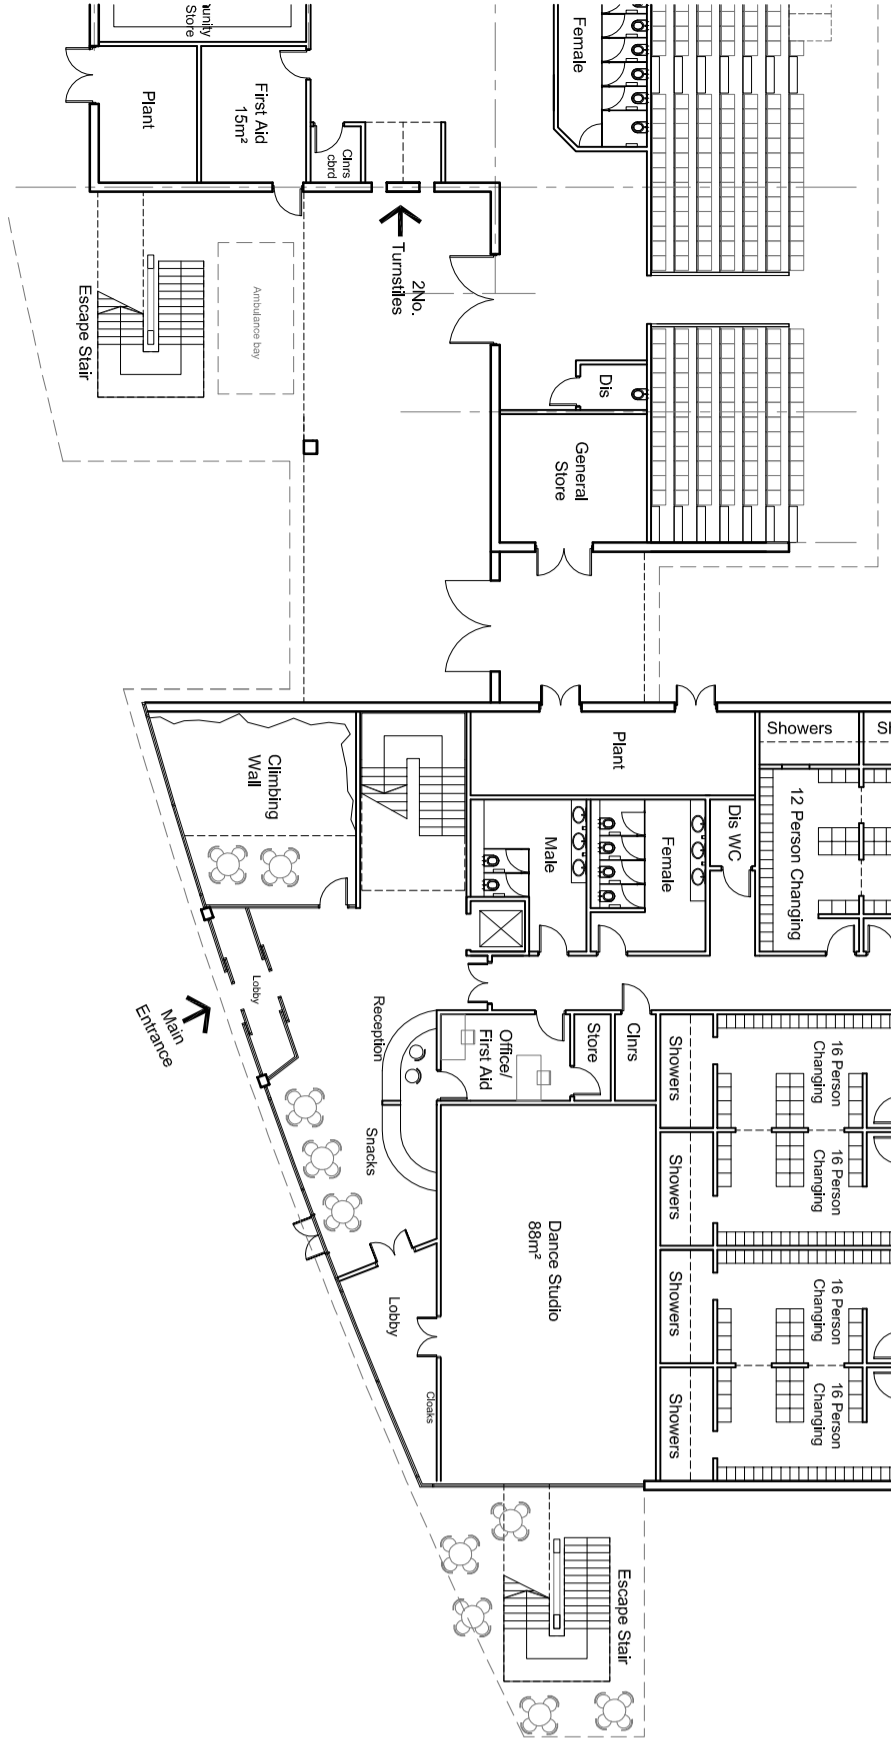 Store
Female
Plant
First Aid
15m²
Clnrs
cbrd
2No.
Turnstiles
Escape Stair
Ambulance bay
Dis
General
Store
Climbing
Wall
Plant
Showers
12 Person Changing
Male
Female
Dis WC
Lobby
Main
Entrance
Reception
Office/
First Aid
Store
Clnrs
Showers
16 Person
Changing
Snacks
Showers
16 Person
Changing
Dance Studio
88m²
Lobby
Showers
16 Person
Changing
Cloaks
Showers
16 Person
Changing
Escape Stair